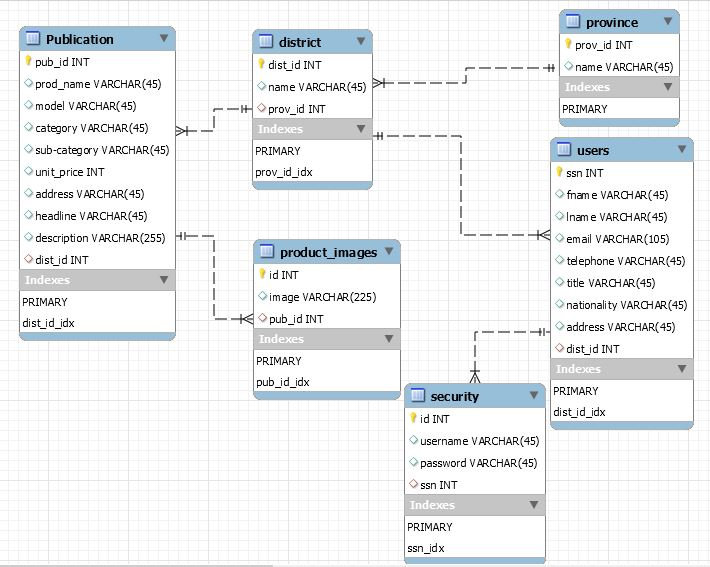 Publication
pub_id INT
prod_name VARCHAR(45)
model VARCHAR(45)
category VARCHAR(45)
sub-category VARCHAR(45)
unit_price INT
address VARCHAR(45)
headline VARCHAR(45)
description VARCHAR(255)
dist_id INT
Indexes
PRIMARY
dist_id_idx
district
dist_id INT
name VARCHAR(45)
prov_id INT
Indexes
PRIMARY
prov_id_idx
product_images
id INT
image VARCHAR(225)
pub_id INT
Indexes
PRIMARY
pub_id_idx
province
prov_id INT
name VARCHAR(45)
Indexes
PRIMARY
users
ssn INT
fname VARCHAR(45)
lname VARCHAR(45)
email VARCHAR(105)
telephone VARCHAR(45)
title VARCHAR(45)
nationality VARCHAR(45)
address VARCHAR(45)
dist_id INT
Indexes
PRIMARY
dist_id_idx
security
id INT
username VARCHAR(45)
password VARCHAR(45)
ssn INT
Indexes
PRIMARY
ssn_idx